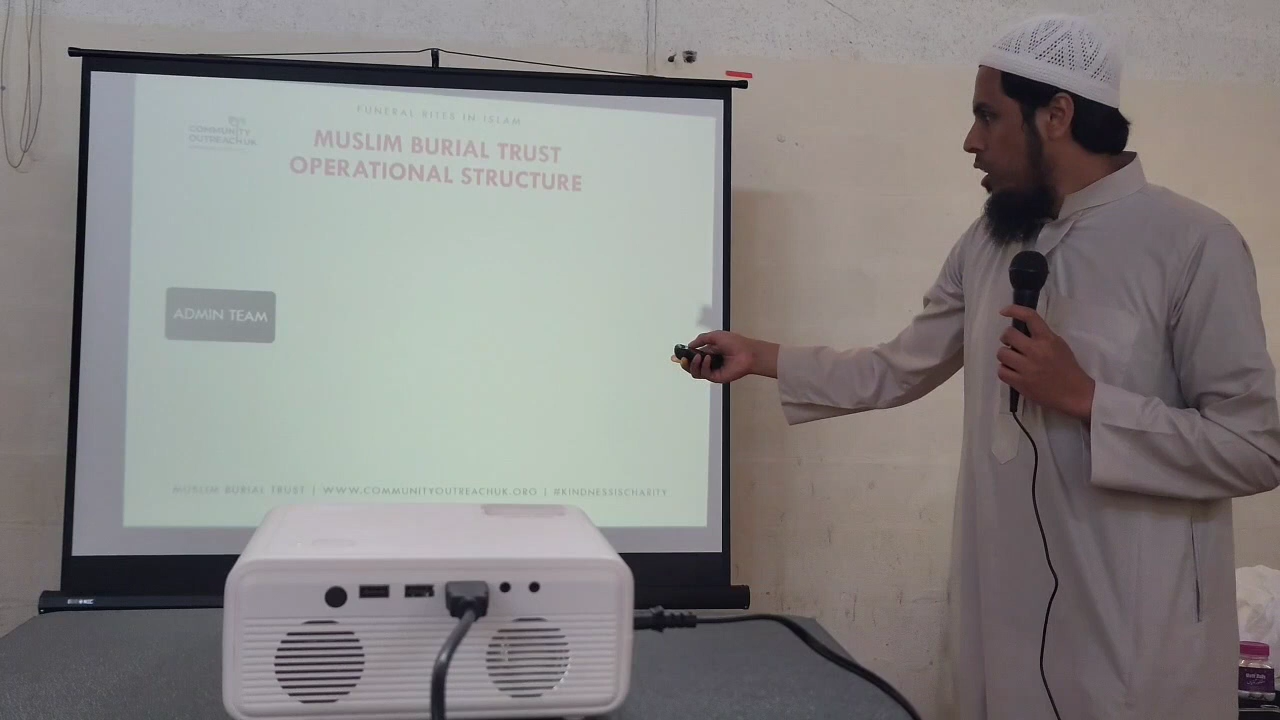 FUNERAL RITES IN ISLAM
COMMUNITY
OUTREACHUK
MUSLIM BURIAL TRUST
OPERATIONAL STRUCTURE
ADMIN TEAM
MUSLIM BURIAL TRUST | WWW.COMMUNITYOUTREACHUK.ORG | #KINDNESSISCHARITY